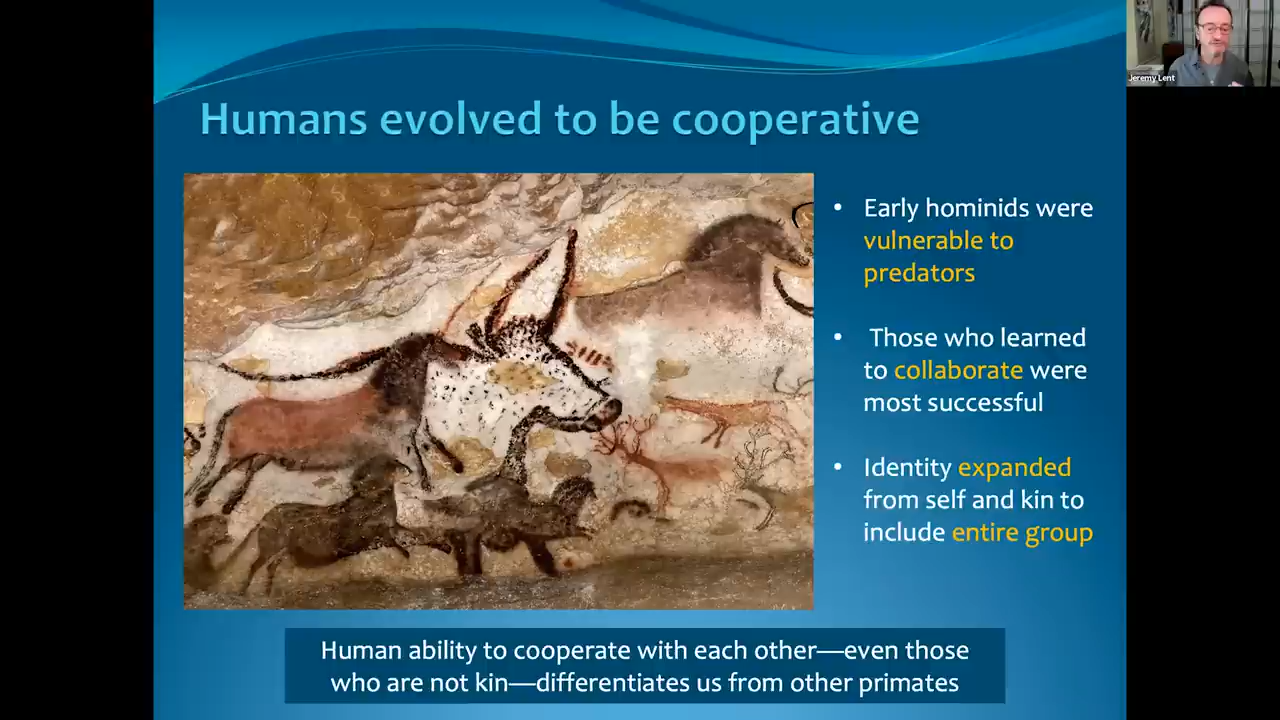 Jeremy Lent
Humans evolved to be cooperative
• Early hominids were
vulnerable to
predators
• Those who learned
to collaborate were
most successful
• Identity expanded
from self and kin to
include entire group
Human ability to cooperate with each other—even those
who are not kin—differentiates us from other primates